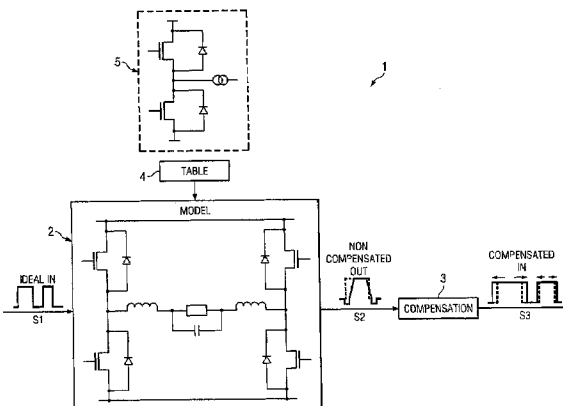 5
1
4
TABLE
MODEL
2
IDEAL IN
S1
NON
COMPENSATED
OUT
S2
3
COMPENSATION
COMPENSATED
IN
S3